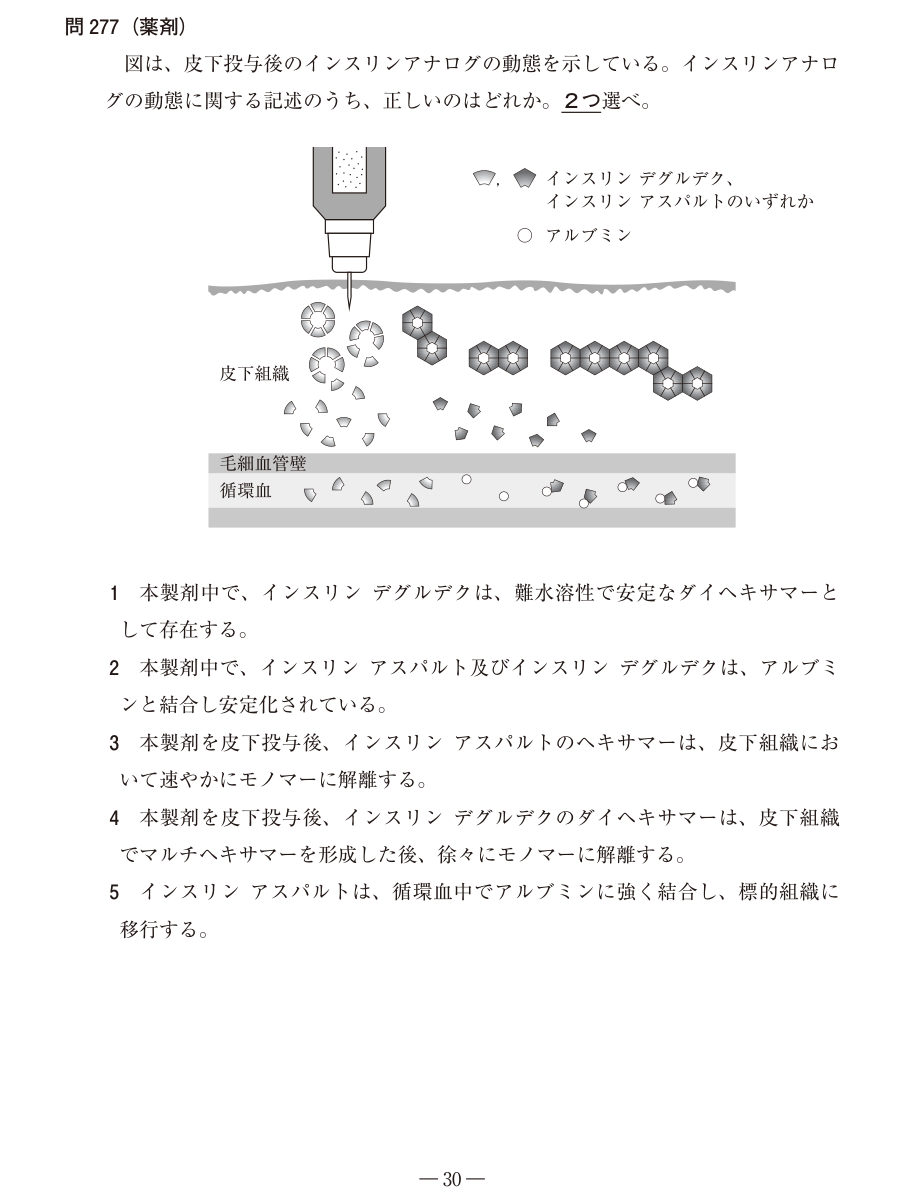 問 277（薬剤）
図は、皮下投与後のインスリンアナログの動態を示している。インスリンアナロ
グの動態に関する記述のうち、正しいのはどれか。２つ選べ。
, インスリン デグルデク、
インスリン アスパルトのいずれか
アルブミン
皮下組織
毛細血管壁
循環血
1 本製剤中で、インスリン デグルデクは、難水溶性で安定なダイヘキサマーと
して存在する。
2 本製剤中で、インスリン アスパルト及びインスリン デグルデクは、アルブミ
ンと結合し安定化されている。
3 本製剤を皮下投与後、インスリン アスパルトのヘキサマーは、皮下組織にお
いて速やかにモノマーに解離する。
4 本製剤を皮下投与後、インスリン デグルデクのダイヘキサマーは、皮下組織
でマルチヘキサマーを形成した後、徐々にモノマーに解離する。
5 インスリン アスパルトは、循環血中でアルブミンに強く結合し、標的組織に
移行する。
― 30 ―